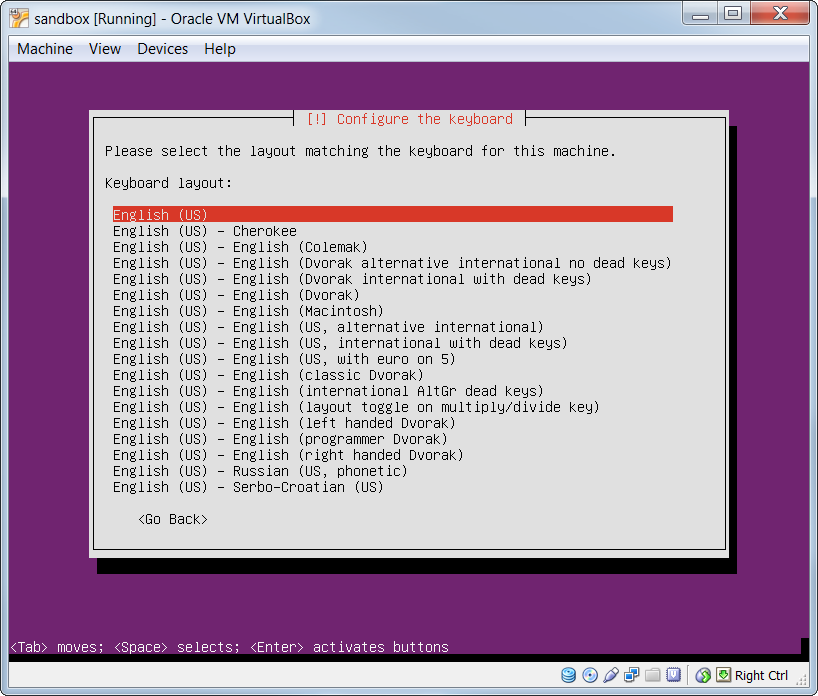 sandbox [Running] - Oracle VM VirtualBox
Machine View Devices Help
[!] Configure the keyboard
Please select the layout matching the keyboard for this machine.
Keyboard layout:
English (US)
English (US) - Cherokee
English (US) - English (Colemak)
English (US) - English (Dvorak alternative international no dead keys)
English (US) - English (Dvorak international with dead keys)
English (US) - English (Dvorak)
English (US) - English (Macintosh)
English (US) - English (US, alternative international)
English (US) - English (US, international with dead keys)
English (US) - English (US, with euro on 5)
English (US) - English (classic Dvorak)
English (US) - English (international AltGr dead keys)
English (US) - English (layout toggle on multiply/divide key)
English (US) - English (left handed Dvorak)
English (US) - English (programmer Dvorak)
English (US) - English (right handed Dvorak)
English (US) - Russian (US, phonetic)
English (US) - Serbo-Croatian (US)
<Go Back>
<Tab> moves; <Space> selects; <Enter> activates buttons
Right Ctrl